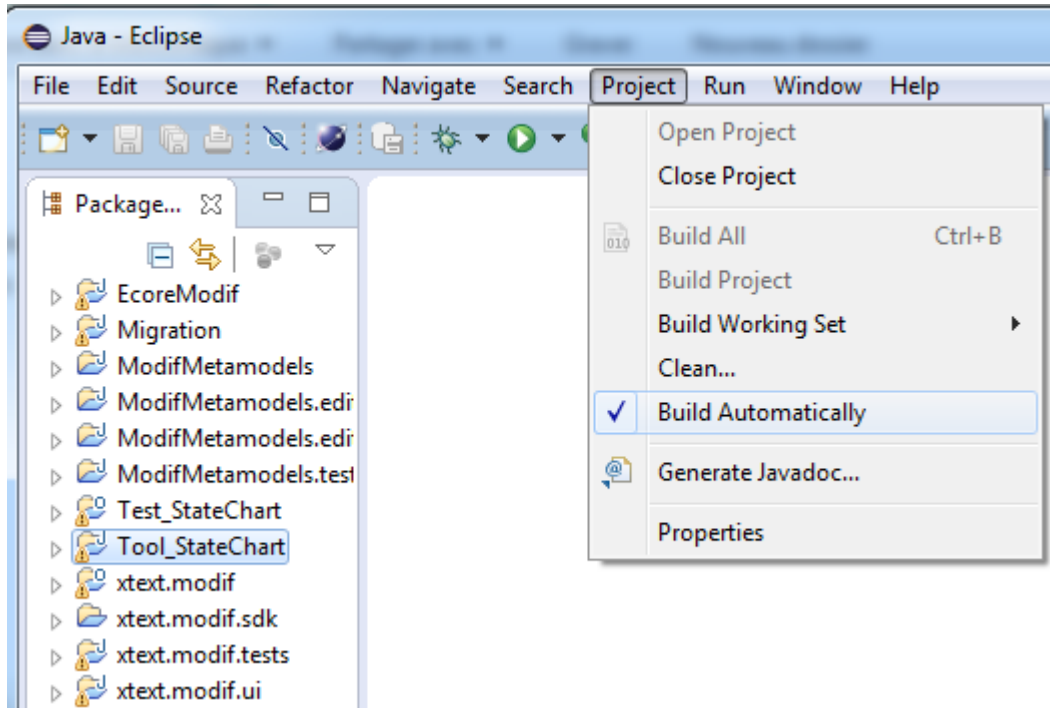 Java - Eclipse
File Edit Source Refactor Navigate Search Project Run Window Help
Packag...
EcoreModif
Migration
ModifMetamodels
ModifMetamodels.edi
ModifMetamodels.edi
ModifMetamodels.test
Test_StateChart
Tool_StateChart
xtext.modif
xtext.modif.sdk
xtext.modif.tests
xtext.modif.ui
Open Project
Close Project
010 Build All Ctrl+B
Build Project
Build Working Set
Clean...
Build Automatically
@ Generate Javadoc...
Properties